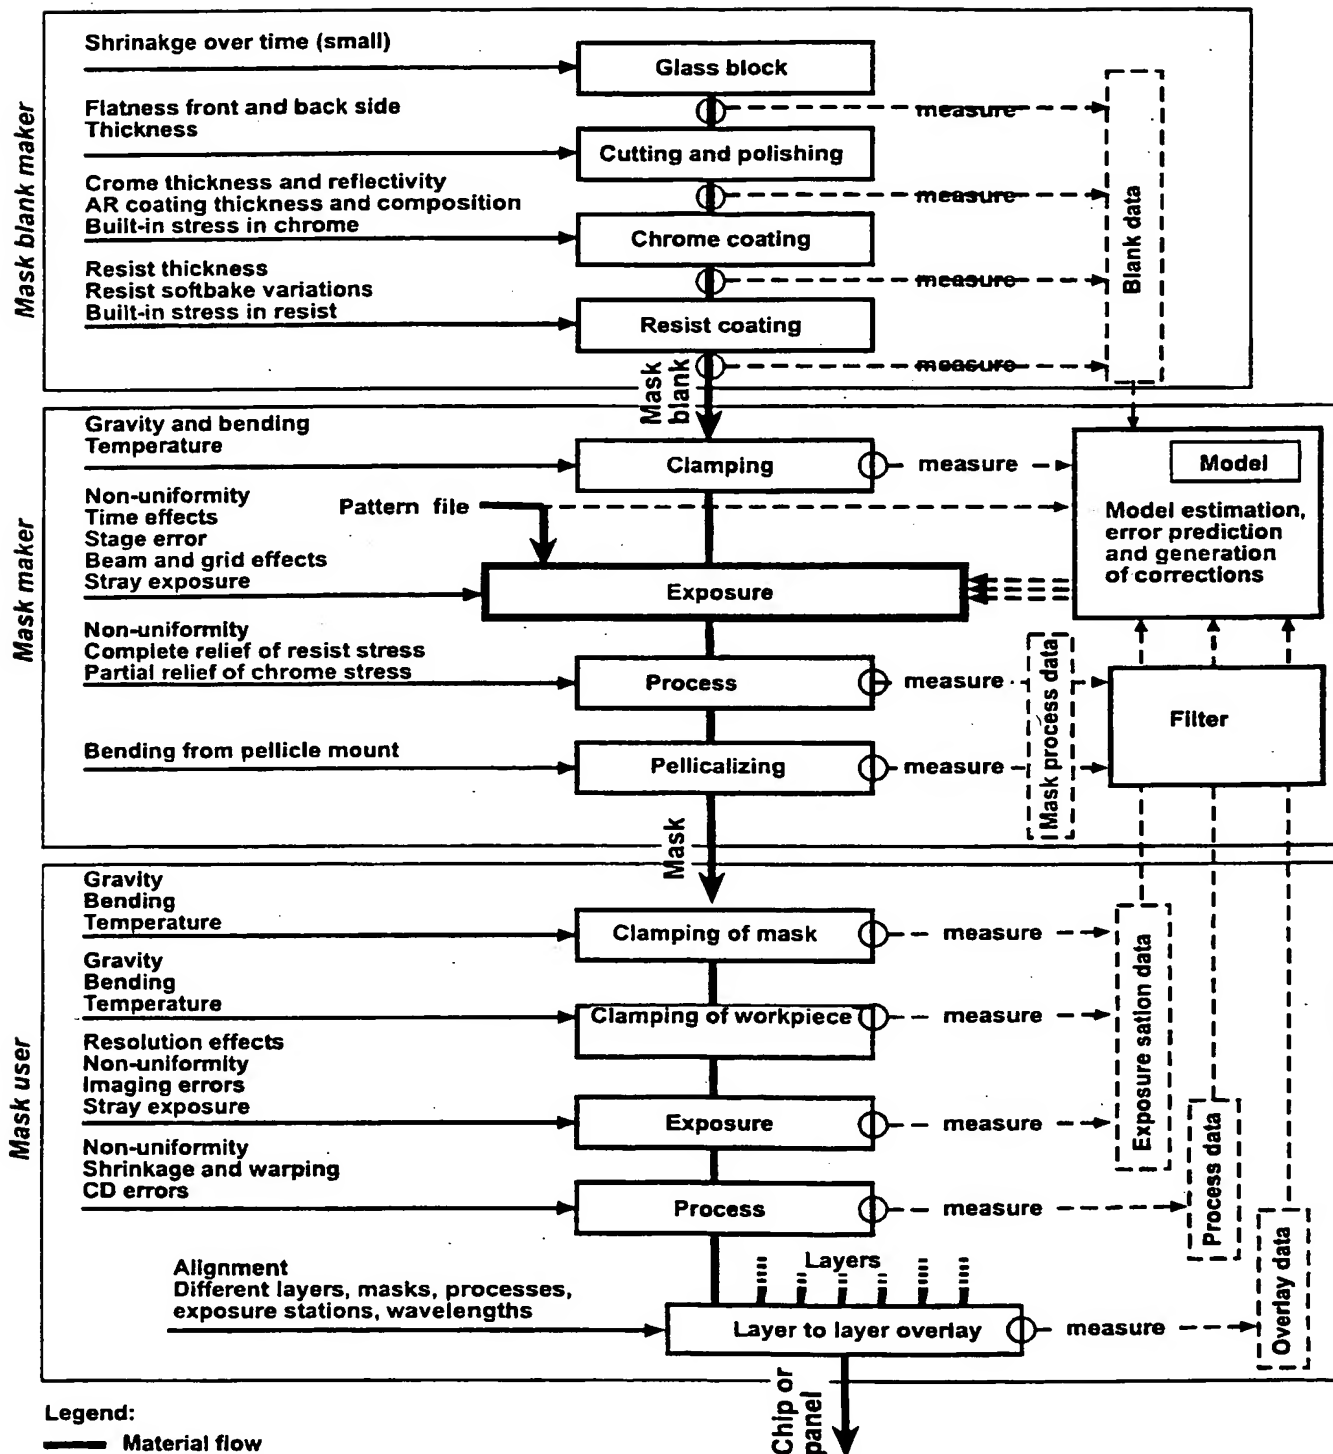 Mask blank maker
Shrinakge over time (small)
Glass block
measure
Flatness front and back side
Thickness
Cutting and polishing
measure
Crome thickness and reflectivity
AR coating thickness and composition
Built-in stress in chrome
Chrome coating
measure
Resist thickness
Resist softbake variations
Built-in stress in resist
Resist coating
measure
Blank data
Mask
blank
Mask maker
Gravity and bending
Temperature
Clamping
measure
Model
Model estimation,
error prediction
and generation
of corrections
Pattern file
Non-uniformity
Time effects
Stage error
Beam and grid effects
Stray exposure
Exposure
Non-uniformity
Complete relief of resist stress
Partial relief of chrome stress
Process
measure
Mask process data
Filter
Bending from pellicle mount
Pellicalizing
measure
Mask
Mask user
Gravity
Bending
Temperature
Clamping of mask
measure
Gravity
Bending
Temperature
Clamping of workpiece
measure
Resolution effects
Non-uniformity
Imaging errors
Stray exposure
Exposure
measure
Exposure sation data
Non-uniformity
Shrinkage and warping
CD errors
Process
measure
Process data
Layers
Alignment
Different layers, masks, processes,
exposure stations, wavelengths
Layer to layer overlay
measure
Overlay data
Chip or
panel
Legend:
Material flow